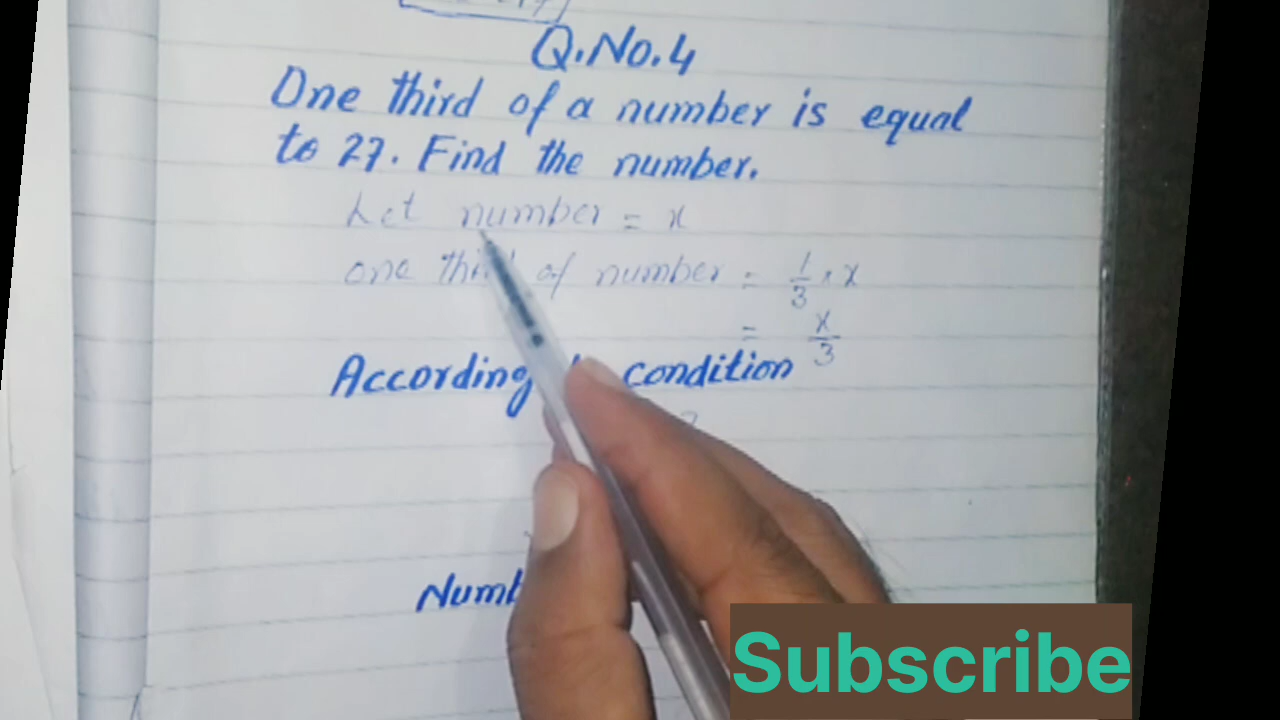 Q.No.4
One third of a number is equal
to 27. Find the number.
Let number = x
one third of number = 1/3 × x
= x/3
According condition
Subscribe